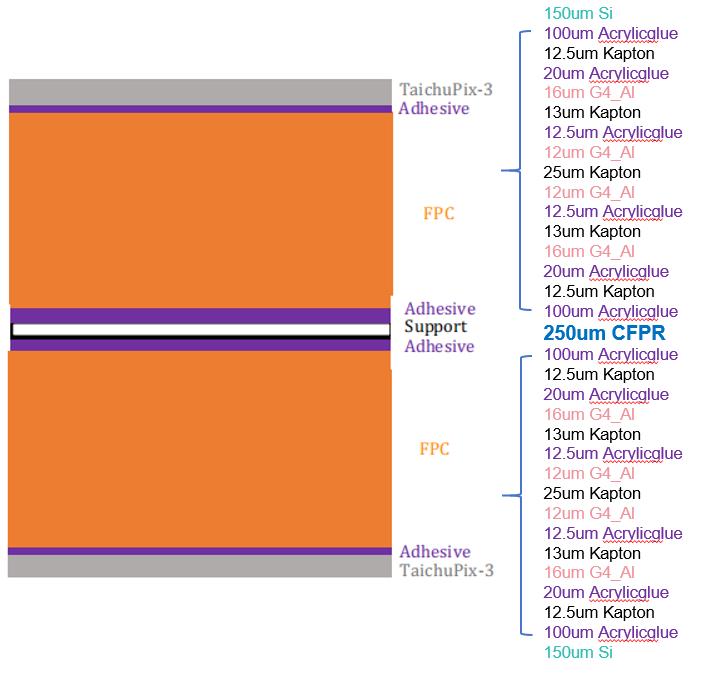 TaichuPix-3
Adhesive
FPC
Adhesive
Support
Adhesive
FPC
Adhesive
TaichuPix-3
150um Si
100um Acrylicglue
12.5um Kapton
20um Acrylicglue
16um G4_Al
13um Kapton
12.5um Acrylicglue
12um G4_Al
25um Kapton
12um G4_Al
12.5um Acrylicglue
13um Kapton
16um G4_Al
20um Acrylicglue
12.5um Kapton
100um Acrylicglue
250um CFPR
100um Acrylicglue
12.5um Kapton
20um Acrylicglue
16um G4_Al
13um Kapton
12.5um Acrylicglue
12um G4_Al
25um Kapton
12um G4_Al
12.5um Acrylicglue
13um Kapton
16um G4_Al
20um Acrylicglue
12.5um Kapton
100um Acrylicglue
150um Si